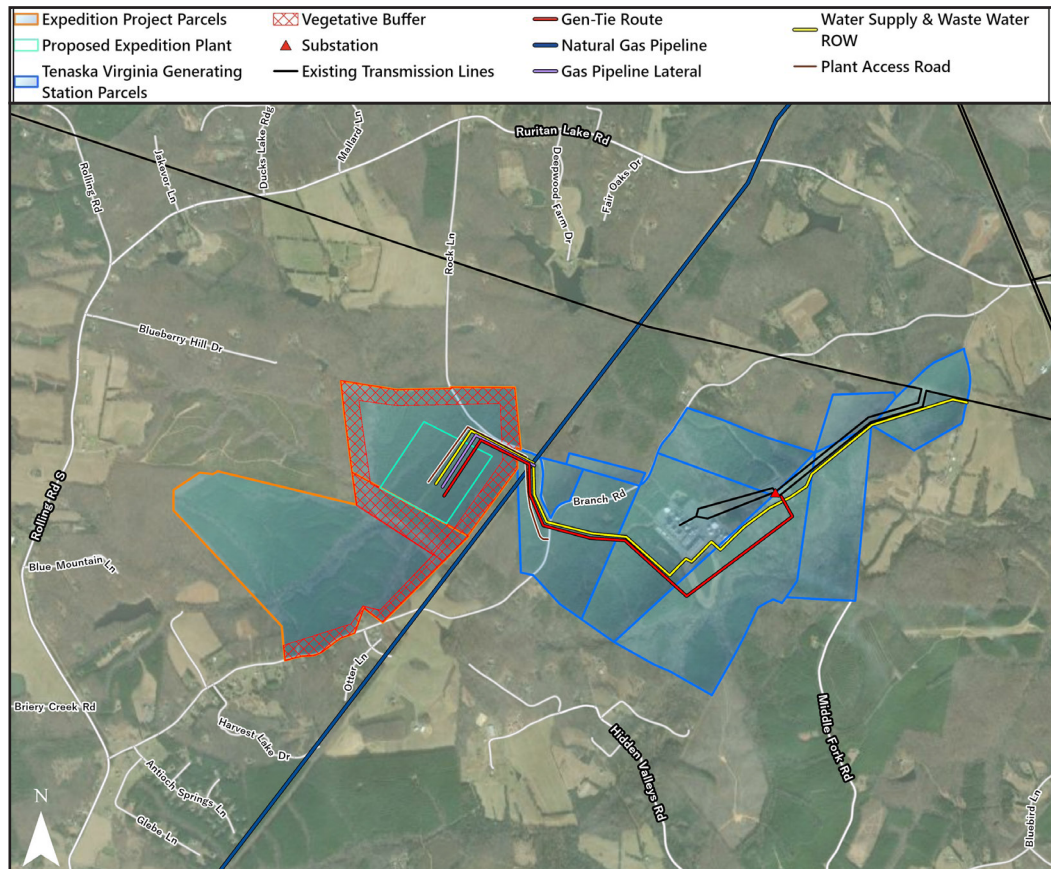 Expedition Project Parcels
Proposed Expedition Plant
Tenaska Virginia Generating
Station Parcels
Vegetative Buffer
Substation
Existing Transmission Lines
Gen-Tie Route
Natural Gas Pipeline
Gas Pipeline Lateral
Water Supply & Waste Water
ROW
Plant Access Road
Ruritan Lake Rd
Ducks Lake Rdg
Mallard Ln
Jakevor Ln
Rolling Rd
Deepwood Farm Dr
Fair Oaks Dr
Rock Ln
Blueberry Hill Dr
Branch Rd
Rolling Rd S
Blue Mountain Ln
Otter Ln
Briery Creek Rd
Harvest Lake Dr
Antioch Springs Ln
Glebe Ln
Hidden Valleys Rd
Middle Fork Rd
Bluebird Ln
N